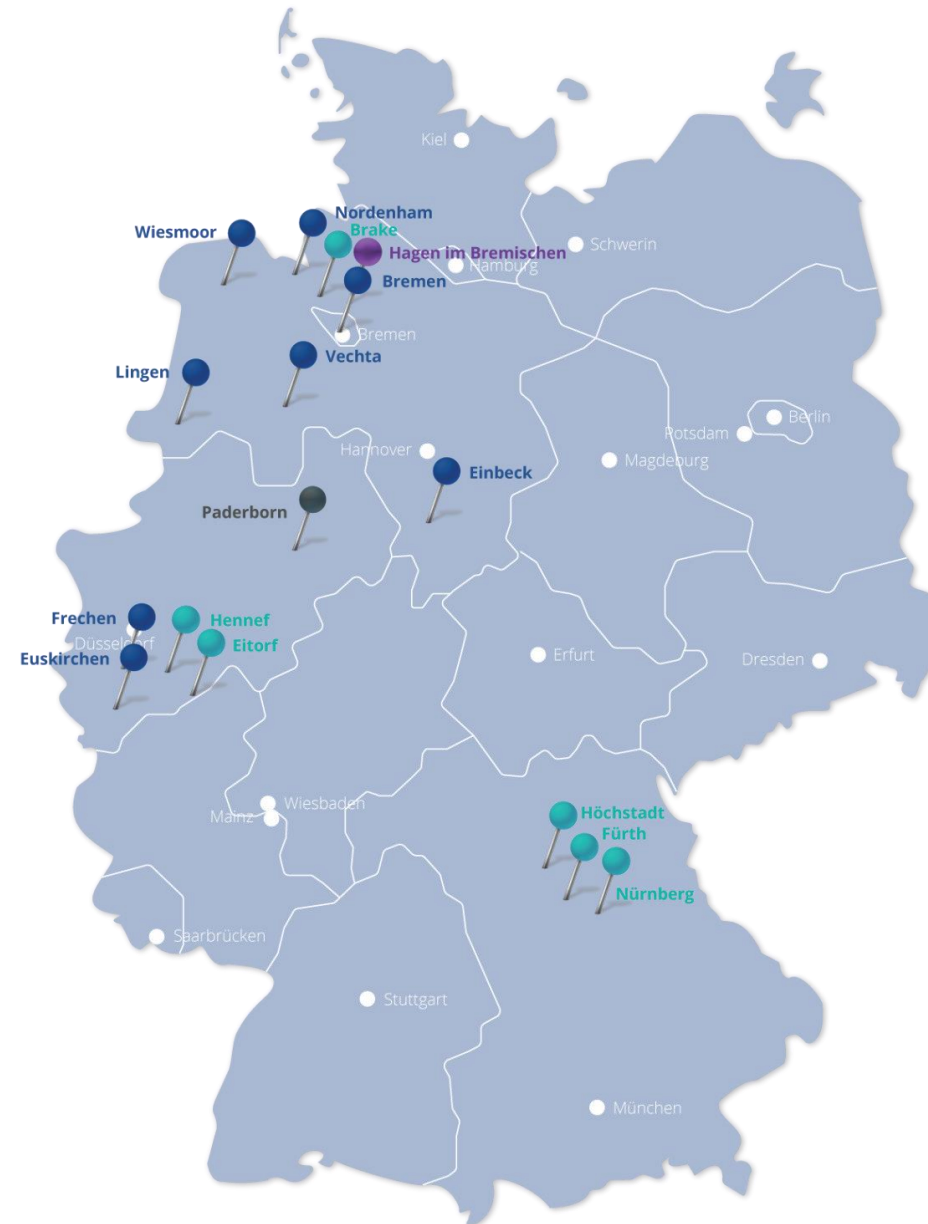 Kiel
Nordenham
Wiesmoor
Brake
Schwerin
Hagen im Bremischen
Hamburg
Bremen
Bremen
Vechta
Lingen
Berlin
Potsdam
Hannover
Magdeburg
Einbeck
Paderborn
Frechen
Hennef
Düsseldorf
Eitorf
Euskirchen
Erfurt
Dresden
Wiesbaden
Mainz
Höchstadt
Fürth
Nürnberg
Saarbrücken
Stuttgart
München